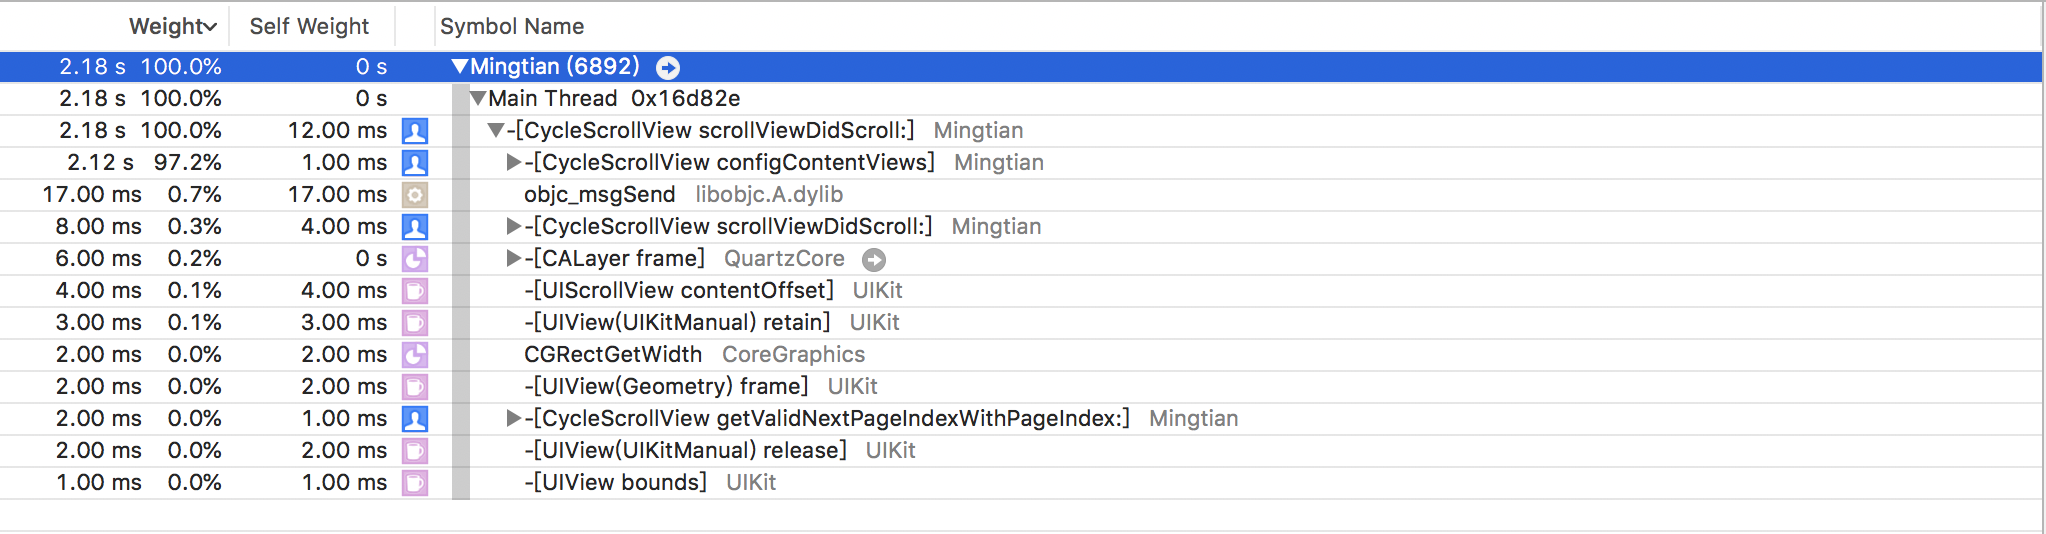 Weight Self Weight Symbol Name
2.18 s 100.0% 0 s Mingtian (6892)
2.18 s 100.0% 0 s Main Thread 0x16d82e
2.18 s 100.0% 12.00 ms -[CycleScrollView scrollViewDidScroll:] Mingtian
2.12 s 97.2% 1.00 ms -[CycleScrollView configContentViews] Mingtian
17.00 ms 0.7% 17.00 ms objc_msgSend libobjc.A.dylib
8.00 ms 0.3% 4.00 ms -[CycleScrollView scrollViewDidScroll:] Mingtian
6.00 ms 0.2% 0 s -[CALayer frame] QuartzCore
4.00 ms 0.1% 4.00 ms -[UIScrollView contentOffset] UIKit
3.00 ms 0.1% 3.00 ms -[UIView(UIKitManual) retain] UIKit
2.00 ms 0.0% 2.00 ms CGRectGetWidth CoreGraphics
2.00 ms 0.0% 2.00 ms -[UIView(Geometry) frame] UIKit
2.00 ms 0.0% 1.00 ms -[CycleScrollView getValidNextPageIndexWithPageIndex:] Mingtian
2.00 ms 0.0% 2.00 ms -[UIView(UIKitManual) release] UIKit
1.00 ms 0.0% 1.00 ms -[UIView bounds] UIKit